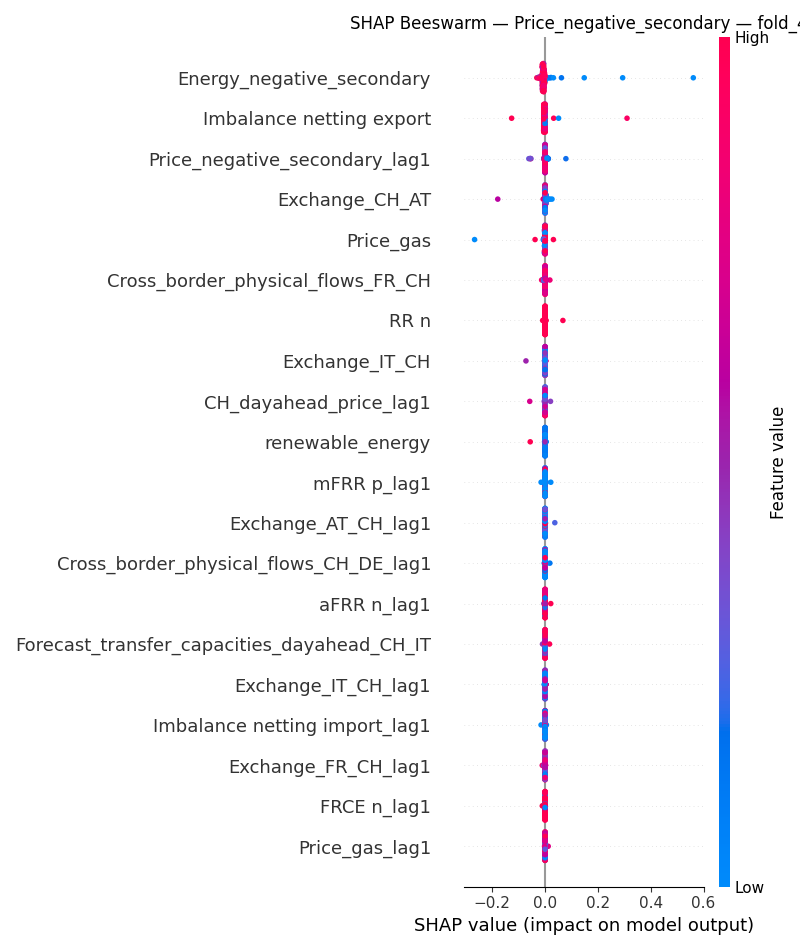 SHAP Beeswarm — Price_negative_secondary — fold_4
High
Energy_negative_secondary
Imbalance netting export
Price_negative_secondary_lag1
Exchange_CH_AT
Price_gas
Cross_border_physical_flows_FR_CH
RR n
Exchange_IT_CH
CH_dayahead_price_lag1
renewable_energy
mFRR p_lag1
Exchange_AT_CH_lag1
Cross_border_physical_flows_CH_DE_lag1
aFRR n_lag1
Forecast_transfer_capacities_dayahead_CH_IT
Exchange_IT_CH_lag1
Imbalance netting import_lag1
Exchange_FR_CH_lag1
FRCE n_lag1
Price_gas_lag1
Feature value
Low
−0.2 0.0 0.2 0.4 0.6
SHAP value (impact on model output)